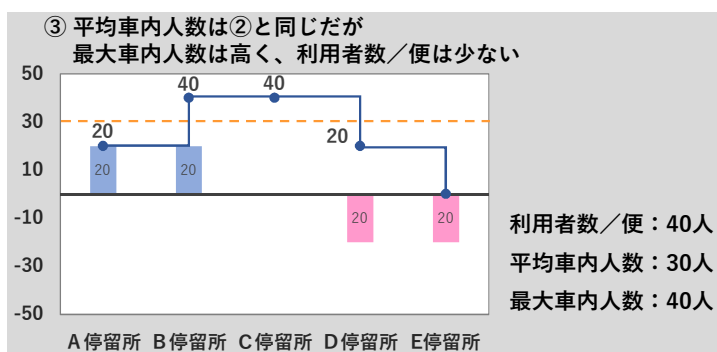 ③ 平均車内人数は②と同じだが
最大車内人数は高く、利用者数／便は少ない
50
30
10
-10
-30
-50
20
40
40
20
20
20
20
20
A停留所 B停留所 C停留所 D停留所 E停留所
利用者数／便：40人
平均車内人数：30人
最大車内人数：40人